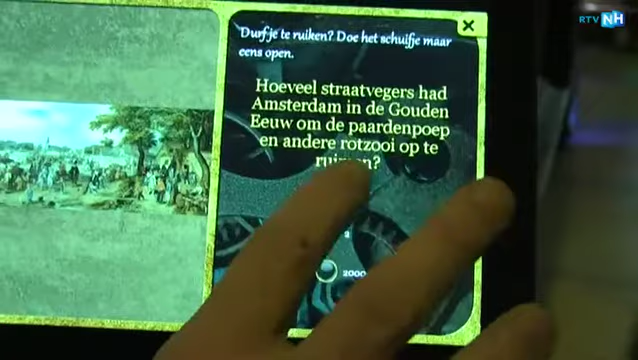 RTV NH
Durf je te ruiken? Doe het schuifje maar
eens open.
Hoeveel straatvegers had
Amsterdam in de Gouden
Eeuw om de paardenpoep
en andere rotzooi op te
2000